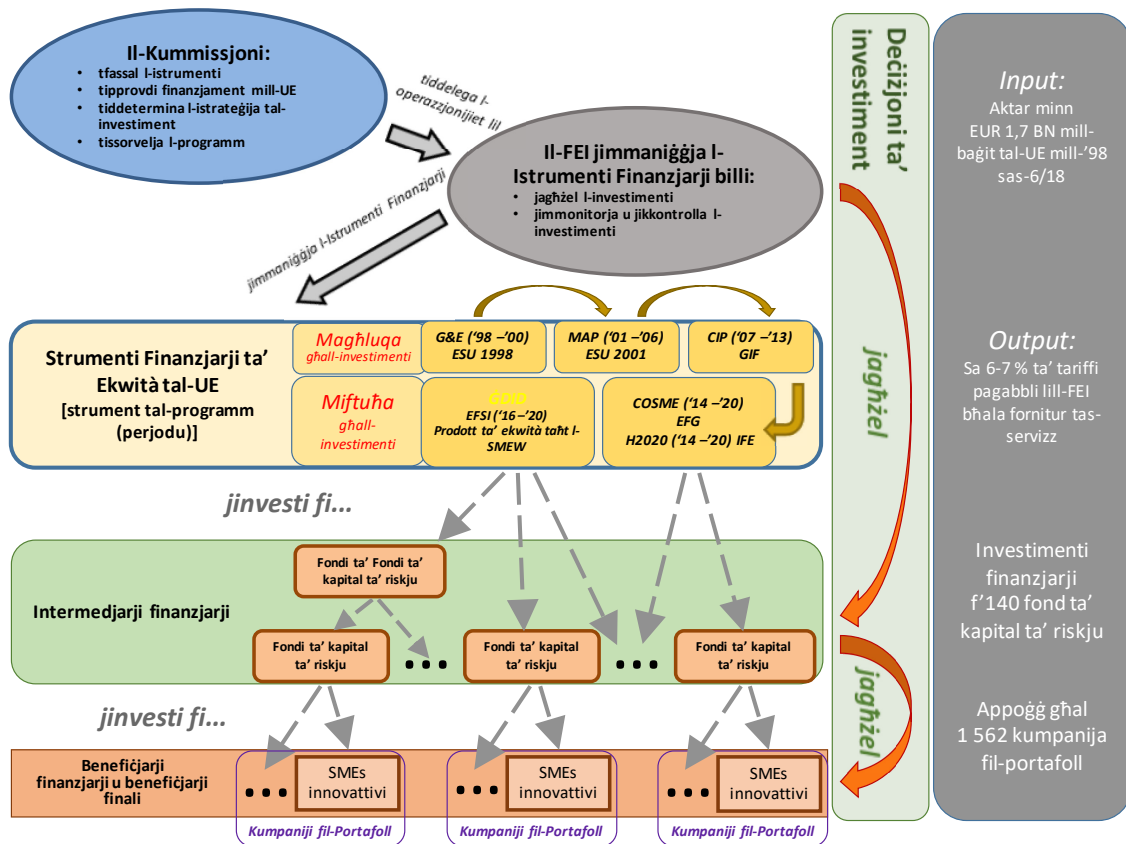 Il-Kummissjoni:
• tfassal l-istrumenti
• tipprovdi finanzjament mill-UE
• tiddetermina l-istrateġija tal-
investiment
• tissorvelja l-programm
tiddelega l-
operazzjonijiet lil
Il-FEI jimmaniġġja l-
Istrumenti Finanzjarji billi:
• jagħżel l-investimenti
• jimmonitorja u jikkontrolla l-
investimenti
jimmaniġġja l-Istrumenti Finanzjarji
Strumenti Finanzjarji ta’
Ekwità tal-UE
[strument tal-programm
(perjodu)]
Magħluqa
għall-investimenti
G&E (‘98 –’00)
ESU 1998
MAP (‘01 –’06)
ESU 2001
CIP (‘07 –’13)
GIF
Miftuħa
għall-
investimenti
ĠDID
EFSI (‘16 –’20)
Prodott ta’ ekwità taħt l-
SMEW
COSME (‘14 –’20)
EFG
H2020 (‘14 –’20) IFE
jinvesti fi...
Intermedjarji finanzjarji
Fondi ta’ Fondi ta’
kapital ta’ riskju
Fondi ta’ kapital
ta’ riskju
...
Fondi ta’ kapital
ta’ riskju
...
Fondi ta’ kapital
ta’ riskju
jinvesti fi...
Benefiċjarji
finanzjarji u benefiċjarji
finali
...
SMEs
innovattivi
Kumpaniji fil-Portafoll
...
SMEs
innovattivi
Kumpaniji fil-Portafoll
...
SMEs
innovattivi
Kumpaniji fil-Portafoll
Deċiżjoni ta’
investiment
jagħżel
jagħżel
Input:
Aktar minn
EUR 1,7 BN mill-
baġit tal-UE mill-’98
sas-6/18
Output:
Sa 6-7 % ta’ tariffi
pagabbli lill-FEI
bħala fornitur tas-
servizz
Investimenti
finanzjarji
f’140 fond ta’
kapital ta’ riskju
Appoġġ għal
1 562 kumpanija
fil-portafoll